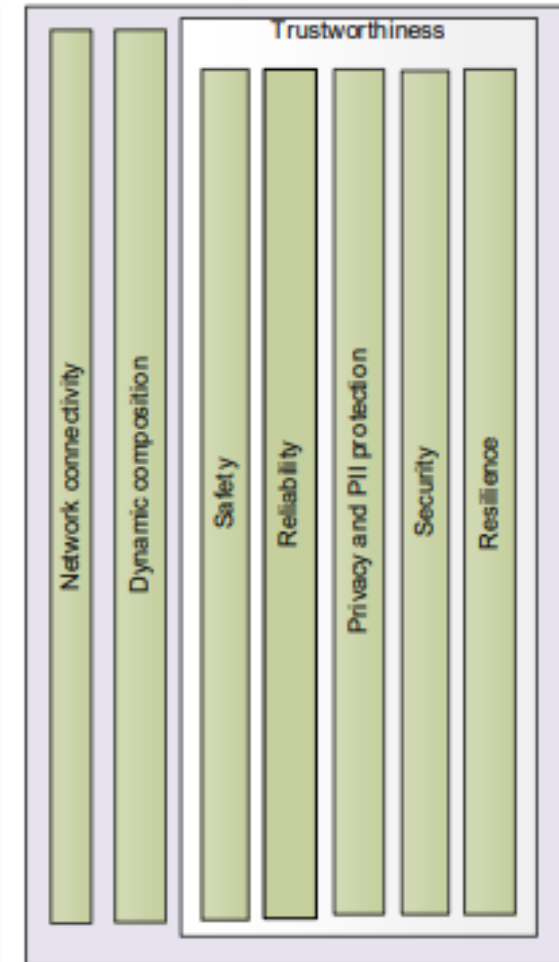 Trustworthiness
Network connectivity
Dynamic composition
Safety
Reliability
Privacy and PII protection
Security
Resilience